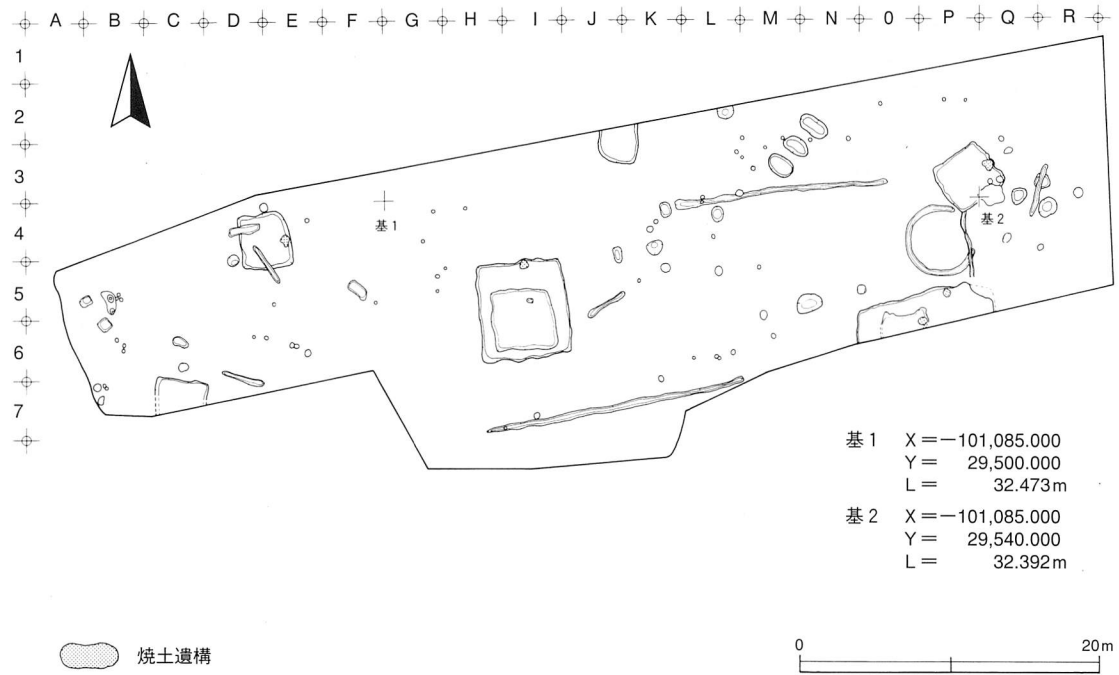 A B C D E F G H I J K L M N O P Q R
1
2
3
4
5
6
7
基1
基2
基1 X=-101,085.000
Y= 29,500.000
L= 32.473m
基2 X=-101,085.000
Y= 29,540.000
L= 32.392m
焼土遺構
0 20m